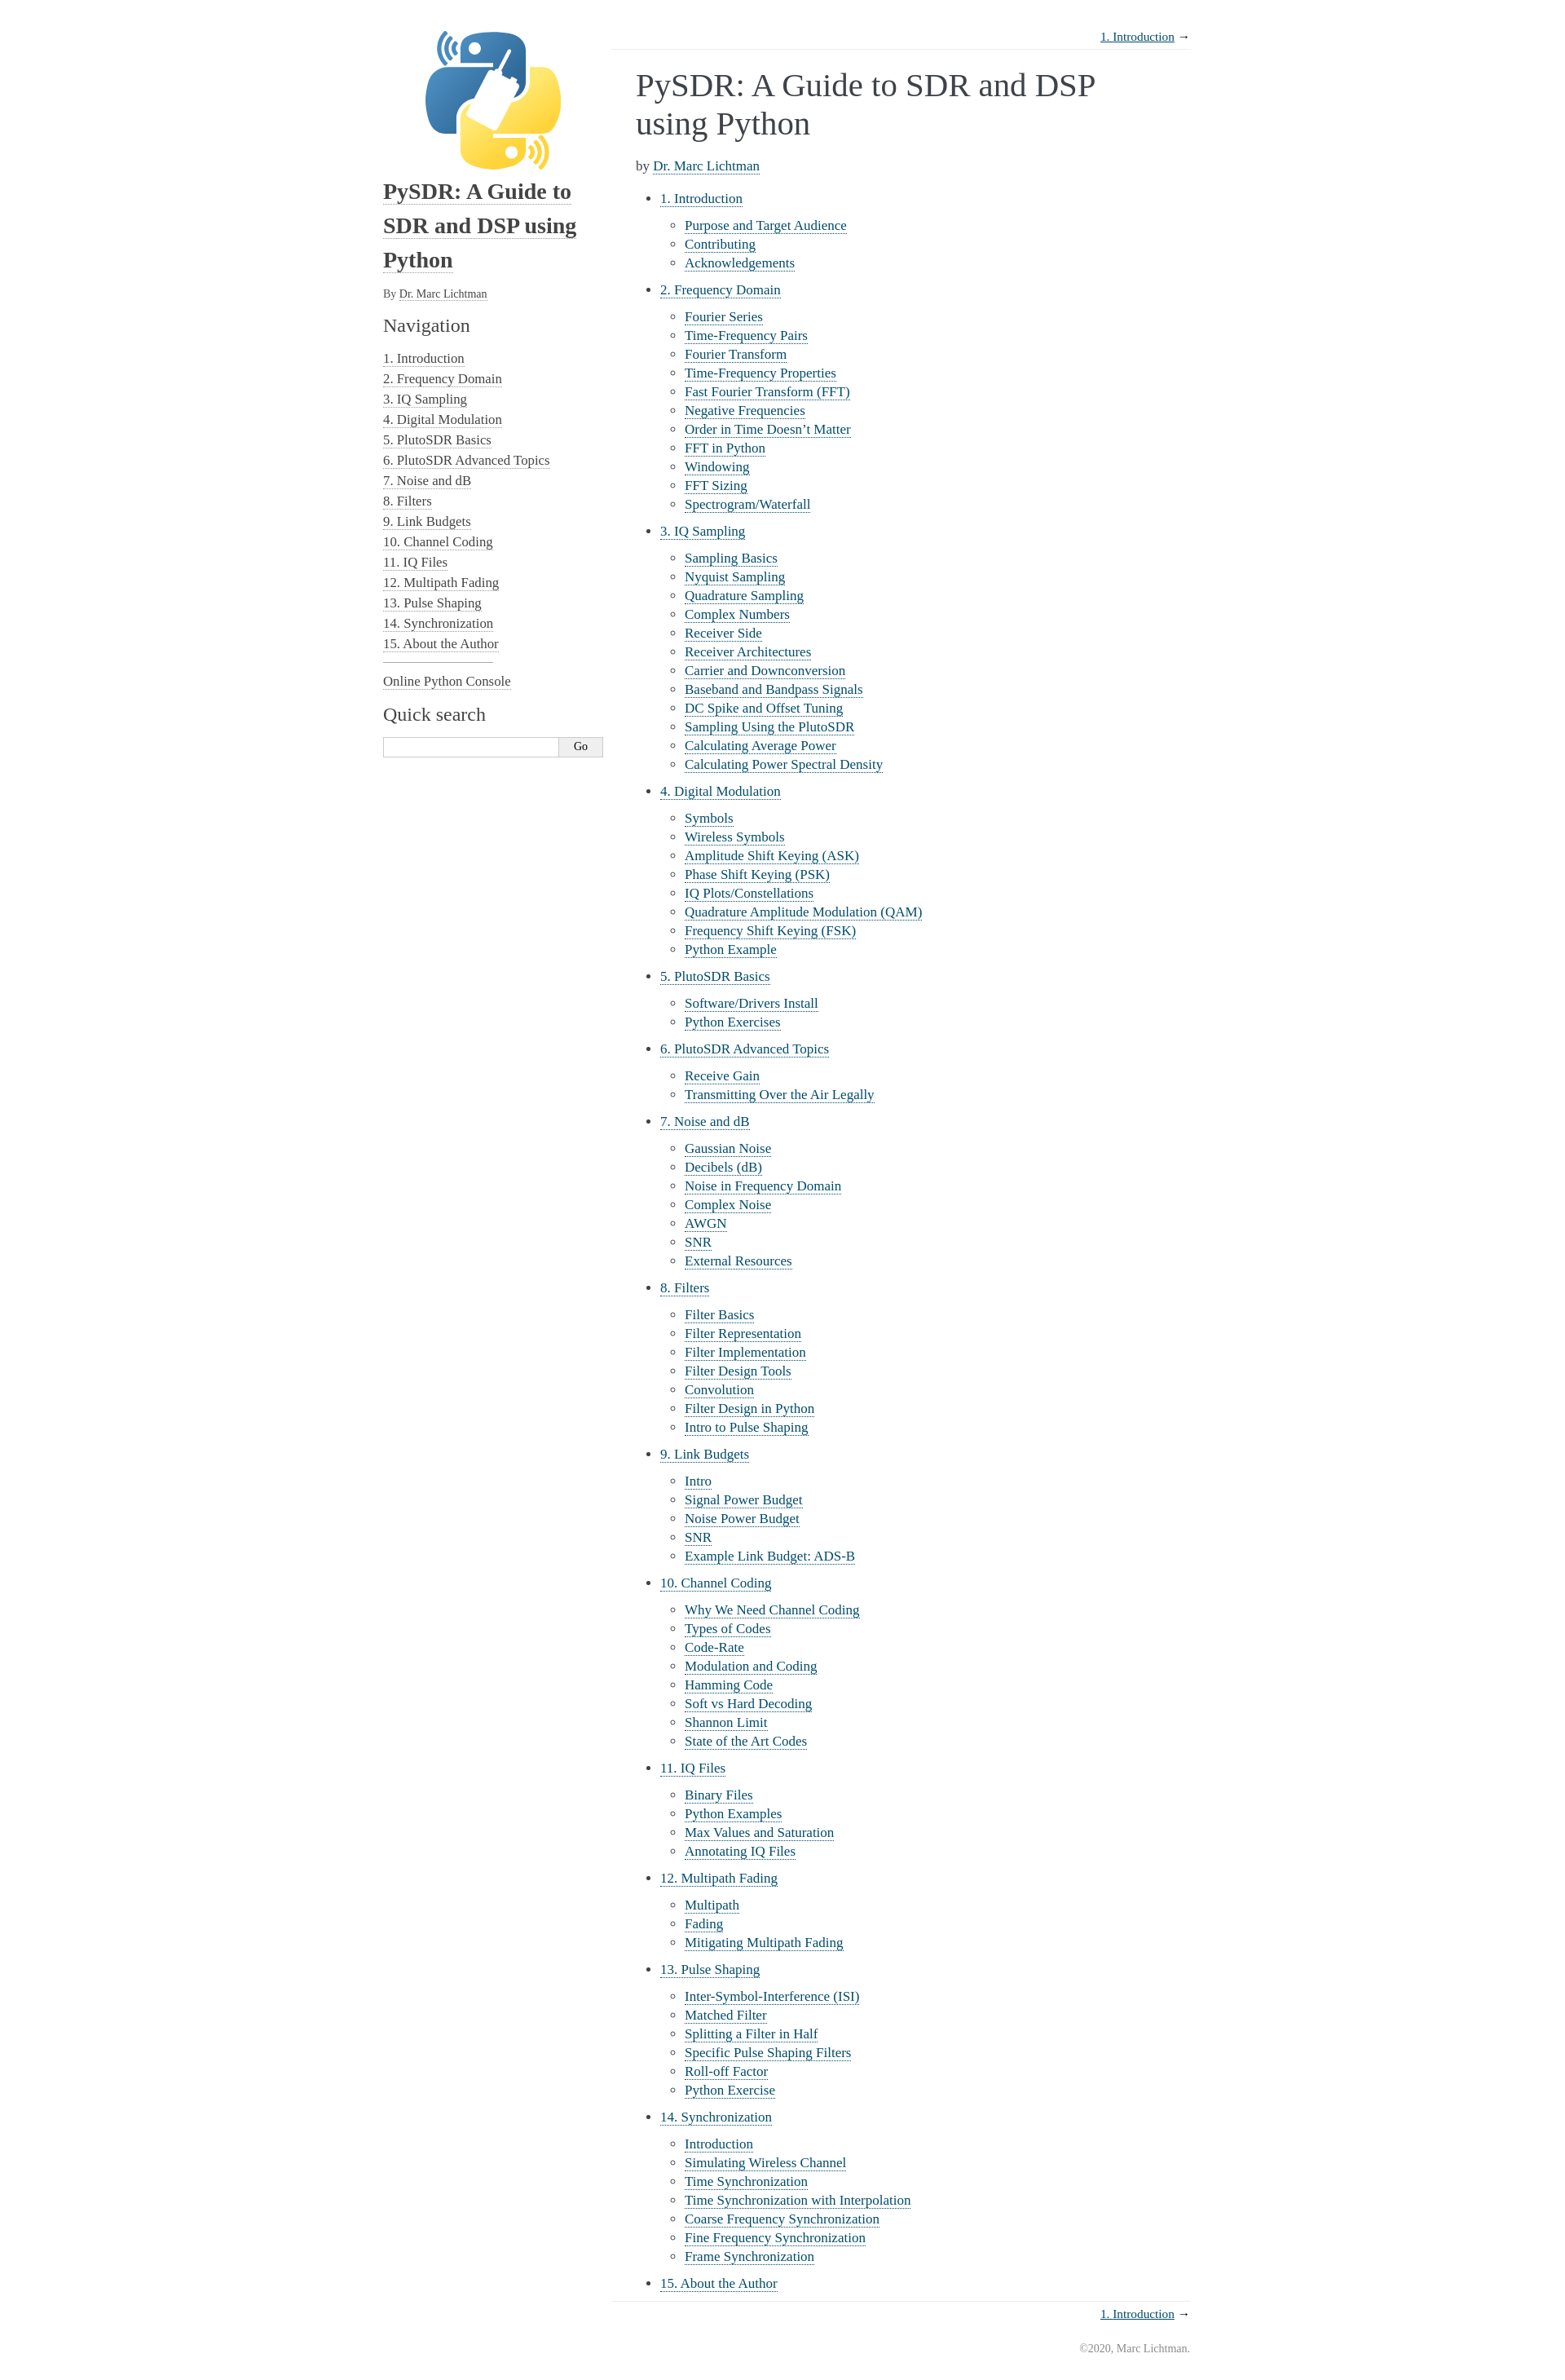 PySDR: A Guide to
SDR and DSP using
Python
By Dr. Marc Lichtman
Navigation
1. Introduction
2. Frequency Domain
3. IQ Sampling
4. Digital Modulation
5. PlutoSDR Basics
6. PlutoSDR Advanced Topics
7. Noise and dB
8. Filters
9. Link Budgets
10. Channel Coding
11. IQ Files
12. Multipath Fading
13. Pulse Shaping
14. Synchronization
15. About the Author
Online Python Console
Quick search
Go
1. Introduction →
PySDR: A Guide to SDR and DSP
using Python
by Dr. Marc Lichtman
• 1. Introduction
◦ Purpose and Target Audience
◦ Contributing
◦ Acknowledgements
• 2. Frequency Domain
◦ Fourier Series
◦ Time-Frequency Pairs
◦ Fourier Transform
◦ Time-Frequency Properties
◦ Fast Fourier Transform (FFT)
◦ Negative Frequencies
◦ Order in Time Doesn’t Matter
◦ FFT in Python
◦ Windowing
◦ FFT Sizing
◦ Spectrogram/Waterfall
• 3. IQ Sampling
◦ Sampling Basics
◦ Nyquist Sampling
◦ Quadrature Sampling
◦ Complex Numbers
◦ Receiver Side
◦ Receiver Architectures
◦ Carrier and Downconversion
◦ Baseband and Bandpass Signals
◦ DC Spike and Offset Tuning
◦ Sampling Using the PlutoSDR
◦ Calculating Average Power
◦ Calculating Power Spectral Density
• 4. Digital Modulation
◦ Symbols
◦ Wireless Symbols
◦ Amplitude Shift Keying (ASK)
◦ Phase Shift Keying (PSK)
◦ IQ Plots/Constellations
◦ Quadrature Amplitude Modulation (QAM)
◦ Frequency Shift Keying (FSK)
◦ Python Example
• 5. PlutoSDR Basics
◦ Software/Drivers Install
◦ Python Exercises
• 6. PlutoSDR Advanced Topics
◦ Receive Gain
◦ Transmitting Over the Air Legally
• 7. Noise and dB
◦ Gaussian Noise
◦ Decibels (dB)
◦ Noise in Frequency Domain
◦ Complex Noise
◦ AWGN
◦ SNR
◦ External Resources
• 8. Filters
◦ Filter Basics
◦ Filter Representation
◦ Filter Implementation
◦ Filter Design Tools
◦ Convolution
◦ Filter Design in Python
◦ Intro to Pulse Shaping
• 9. Link Budgets
◦ Intro
◦ Signal Power Budget
◦ Noise Power Budget
◦ SNR
◦ Example Link Budget: ADS-B
• 10. Channel Coding
◦ Why We Need Channel Coding
◦ Types of Codes
◦ Code-Rate
◦ Modulation and Coding
◦ Hamming Code
◦ Soft vs Hard Decoding
◦ Shannon Limit
◦ State of the Art Codes
• 11. IQ Files
◦ Binary Files
◦ Python Examples
◦ Max Values and Saturation
◦ Annotating IQ Files
• 12. Multipath Fading
◦ Multipath
◦ Fading
◦ Mitigating Multipath Fading
• 13. Pulse Shaping
◦ Inter-Symbol-Interference (ISI)
◦ Matched Filter
◦ Splitting a Filter in Half
◦ Specific Pulse Shaping Filters
◦ Roll-off Factor
◦ Python Exercise
• 14. Synchronization
◦ Introduction
◦ Simulating Wireless Channel
◦ Time Synchronization
◦ Time Synchronization with Interpolation
◦ Coarse Frequency Synchronization
◦ Fine Frequency Synchronization
◦ Frame Synchronization
• 15. About the Author
1. Introduction →
©2020, Marc Lichtman.